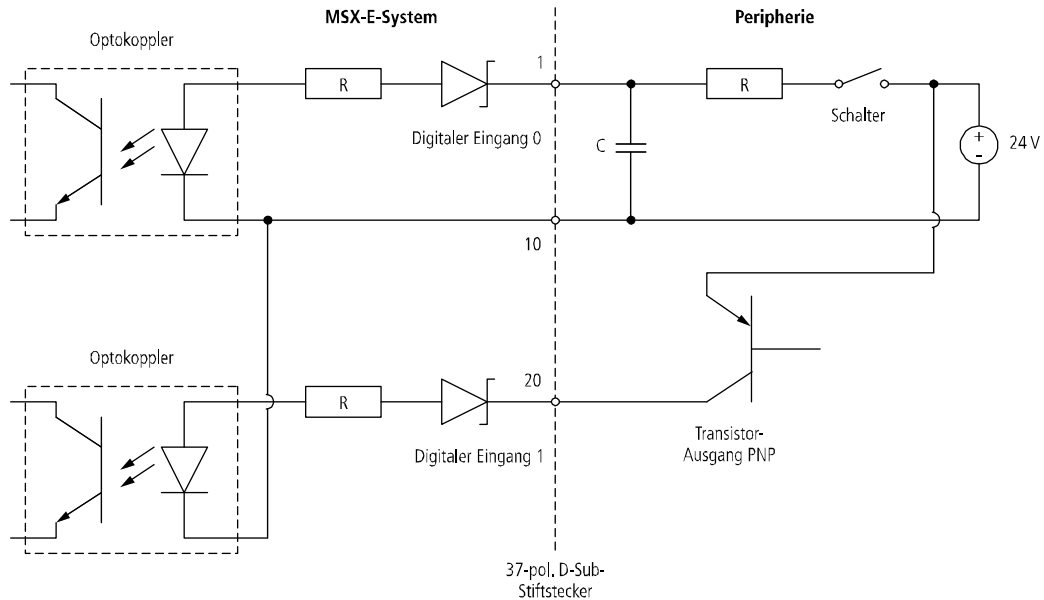 MSX-E-System
Peripherie
Optokoppler
1
R
R
Schalter
Digitaler Eingang 0
C
+
-
24 V
10
Optokoppler
20
R
Digitaler Eingang 1
Transistor-
Ausgang PNP
37-pol. D-Sub-
Stiftstecker